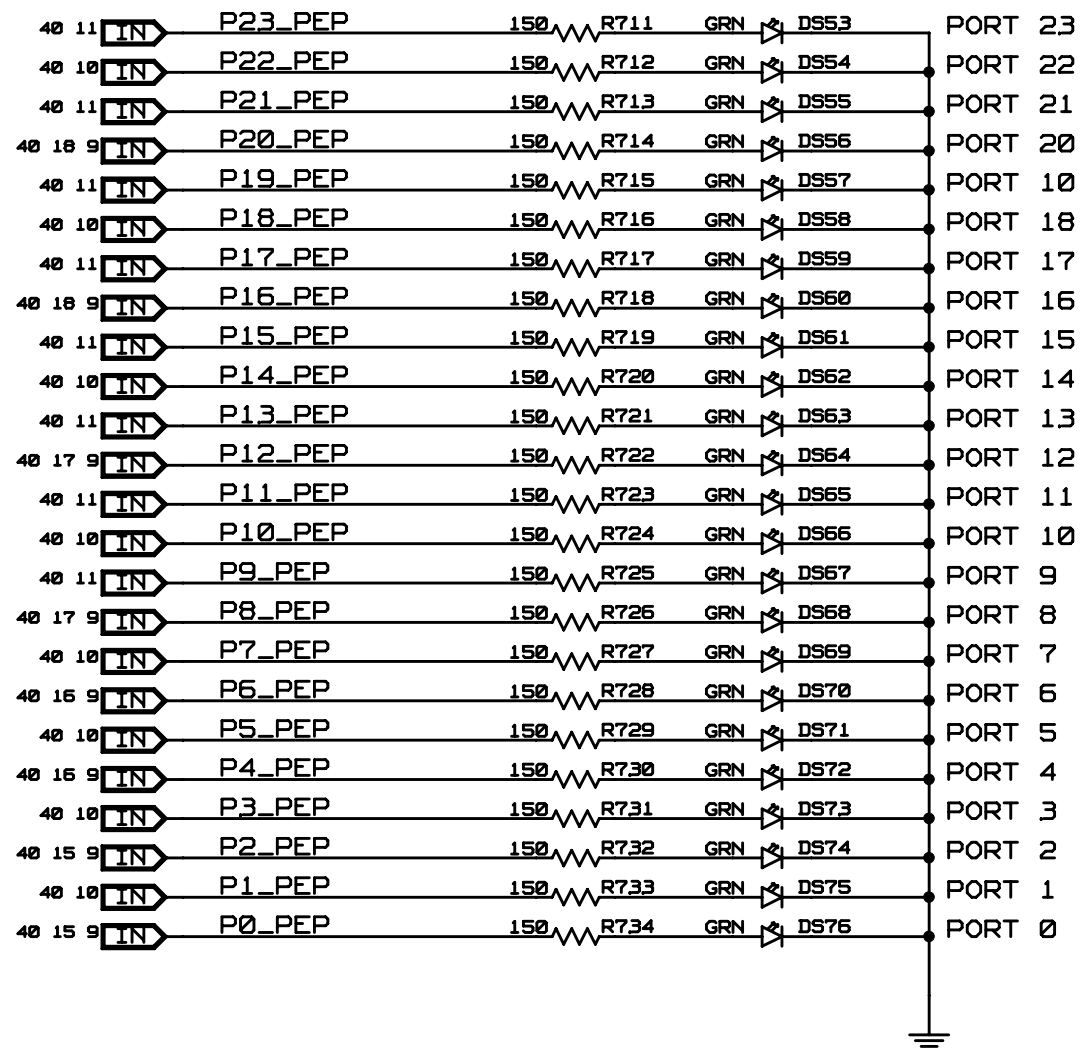 40 11 IN P23_PEP 150 R711 GRN DS53 PORT 23
40 10 IN P22_PEP 150 R712 GRN DS54 PORT 22
40 11 IN P21_PEP 150 R713 GRN DS55 PORT 21
40 18 9 IN P20_PEP 150 R714 GRN DS56 PORT 20
40 11 IN P19_PEP 150 R715 GRN DS57 PORT 10
40 10 IN P18_PEP 150 R716 GRN DS58 PORT 18
40 11 IN P17_PEP 150 R717 GRN DS59 PORT 17
40 18 9 IN P16_PEP 150 R718 GRN DS60 PORT 16
40 11 IN P15_PEP 150 R719 GRN DS61 PORT 15
40 10 IN P14_PEP 150 R720 GRN DS62 PORT 14
40 11 IN P13_PEP 150 R721 GRN DS63 PORT 13
40 17 9 IN P12_PEP 150 R722 GRN DS64 PORT 12
40 11 IN P11_PEP 150 R723 GRN DS65 PORT 11
40 10 IN P10_PEP 150 R724 GRN DS66 PORT 10
40 11 IN P9_PEP 150 R725 GRN DS67 PORT 9
40 17 9 IN P8_PEP 150 R726 GRN DS68 PORT 8
40 10 IN P7_PEP 150 R727 GRN DS69 PORT 7
40 16 9 IN P6_PEP 150 R728 GRN DS70 PORT 6
40 10 IN P5_PEP 150 R729 GRN DS71 PORT 5
40 16 9 IN P4_PEP 150 R730 GRN DS72 PORT 4
40 10 IN P3_PEP 150 R731 GRN DS73 PORT 3
40 15 9 IN P2_PEP 150 R732 GRN DS74 PORT 2
40 10 IN P1_PEP 150 R733 GRN DS75 PORT 1
40 15 9 IN P0_PEP 150 R734 GRN DS76 PORT 0